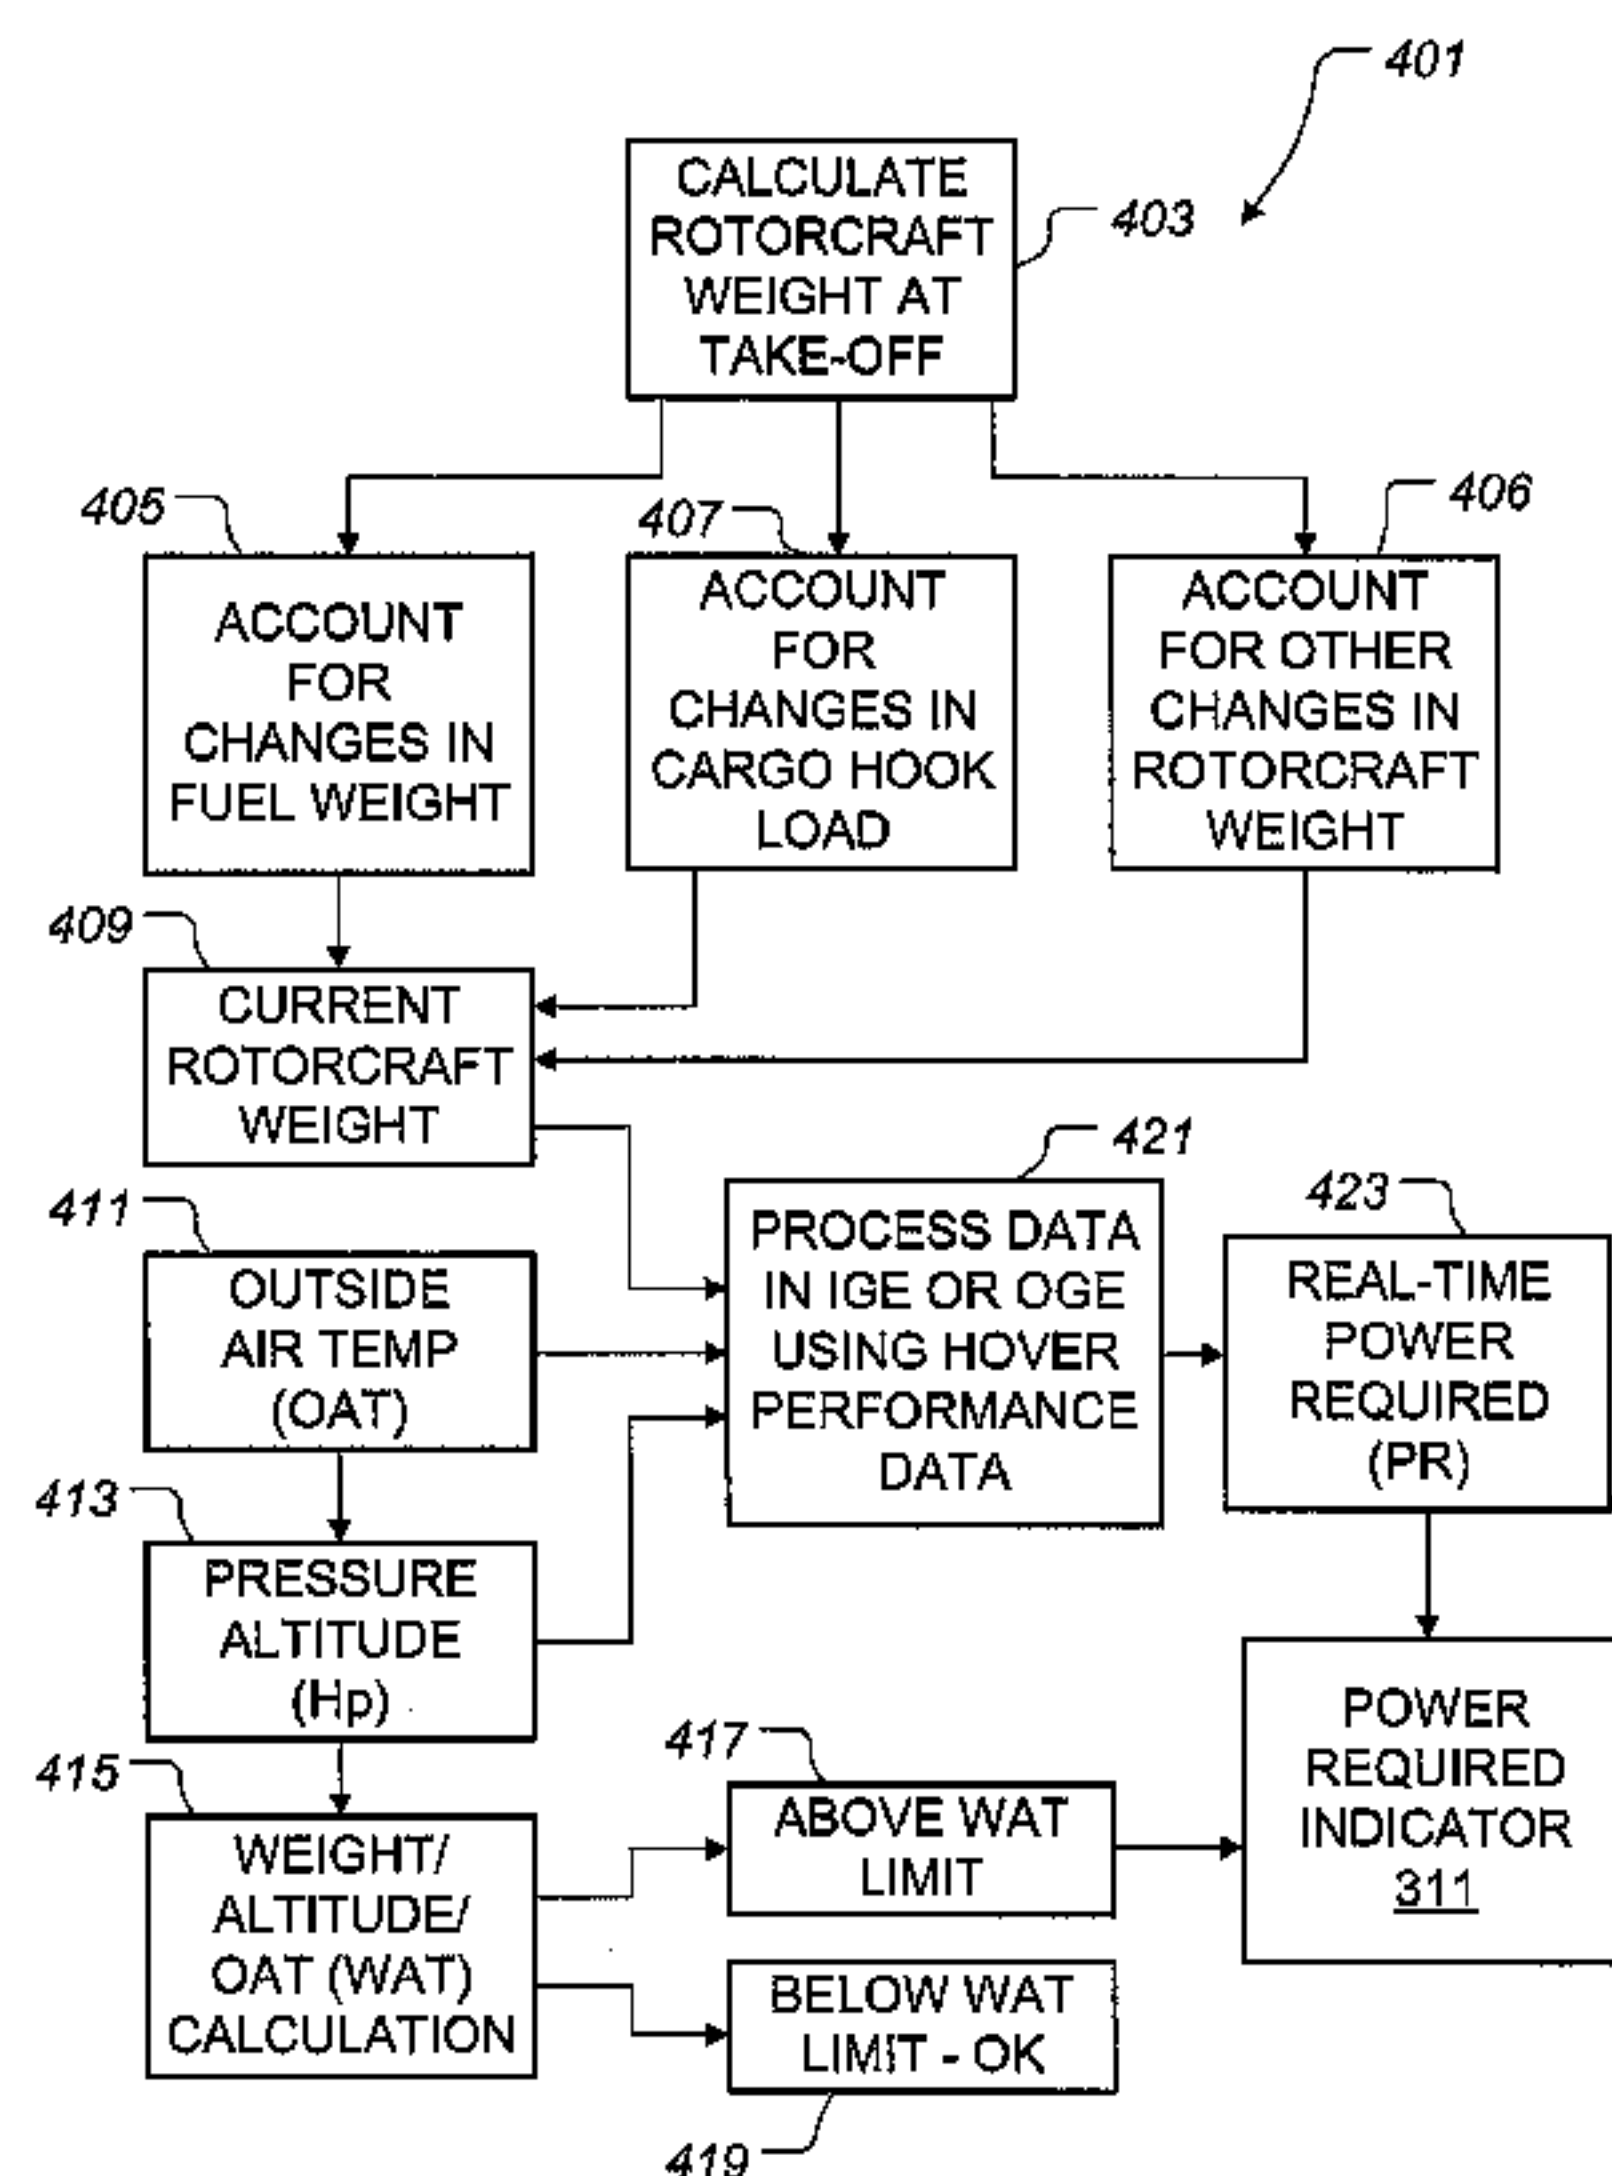 401
CALCULATE
ROTORCRAFT
WEIGHT AT
TAKE-OFF
403
405
ACCOUNT
FOR
CHANGES IN
FUEL WEIGHT
407
ACCOUNT
FOR
CHANGES IN
CARGO HOOK
LOAD
406
ACCOUNT
FOR OTHER
CHANGES IN
ROTORCRAFT
WEIGHT
409
CURRENT
ROTORCRAFT
WEIGHT
411
OUTSIDE
AIR TEMP
(OAT)
421
PROCESS DATA
IN IGE OR OGE
USING HOVER
PERFORMANCE
DATA
423
REAL-TIME
POWER
REQUIRED
(PR)
413
PRESSURE
ALTITUDE
(Hp)
415
WEIGHT/
ALTITUDE/
OAT (WAT)
CALCULATION
417
ABOVE WAT
LIMIT
POWER
REQUIRED
INDICATOR
311
BELOW WAT
LIMIT - OK
419